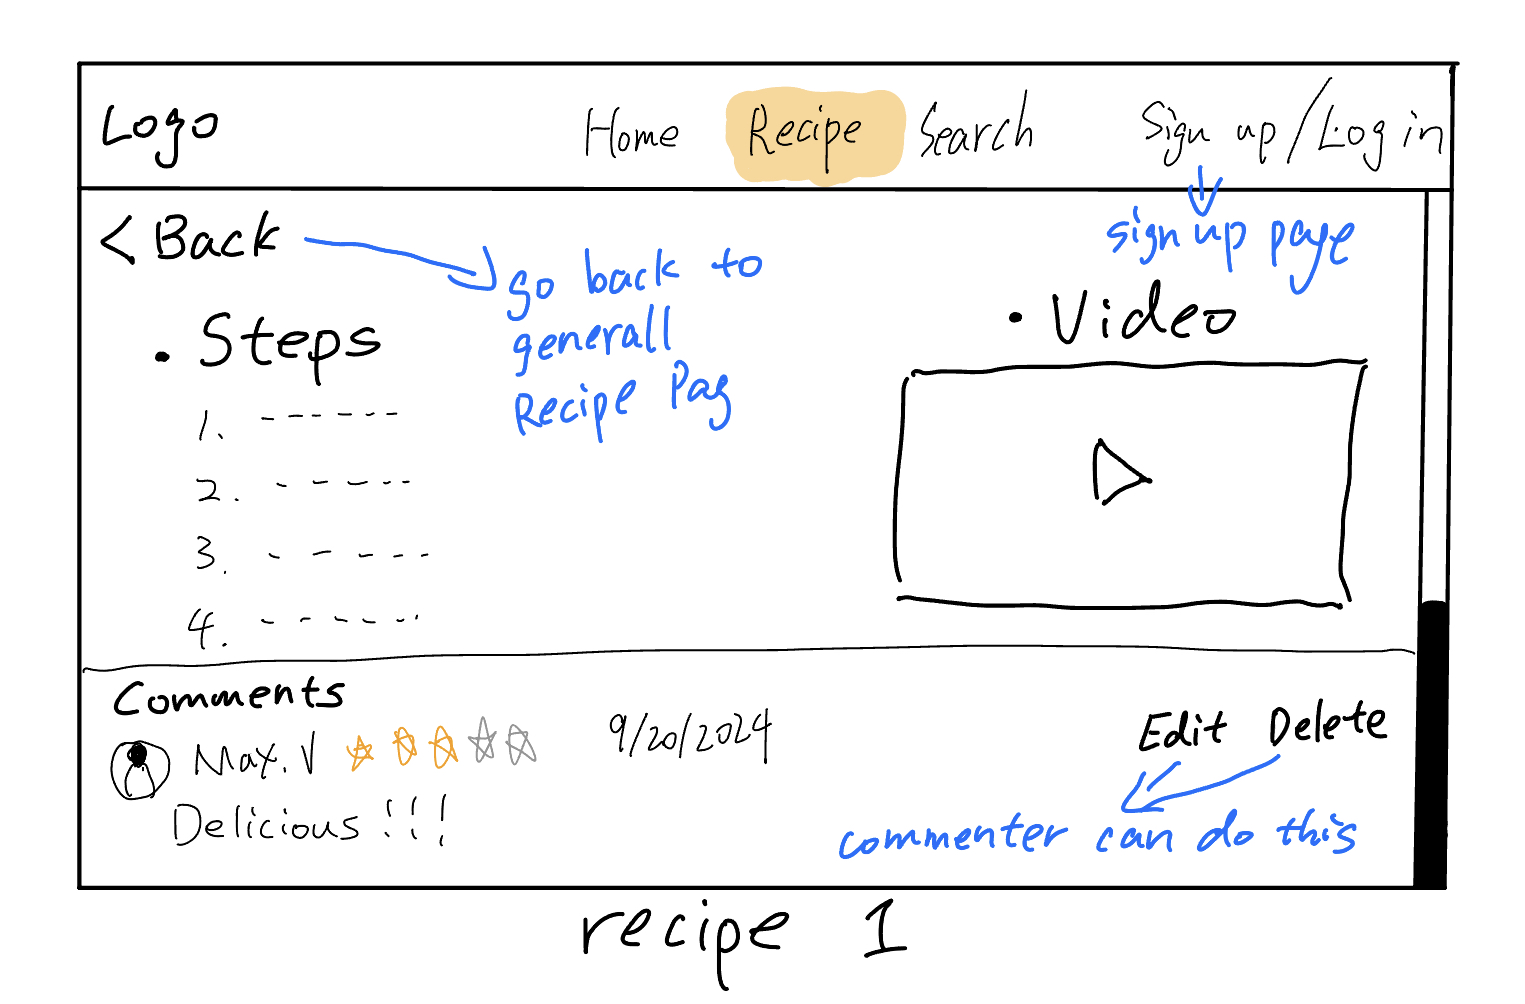 Logo Home Recipe Search Sign up / Log in
< Back
sign up page
go back to
generall
Recipe Pag
• Steps
• Video
1. - - - - - -
2. - - - - -
3. - - - - -
4. - - - - -
Comments
Max. V 9/20/2024 Edit Delete
Delicious !!!
commenter can do this
recipe 1